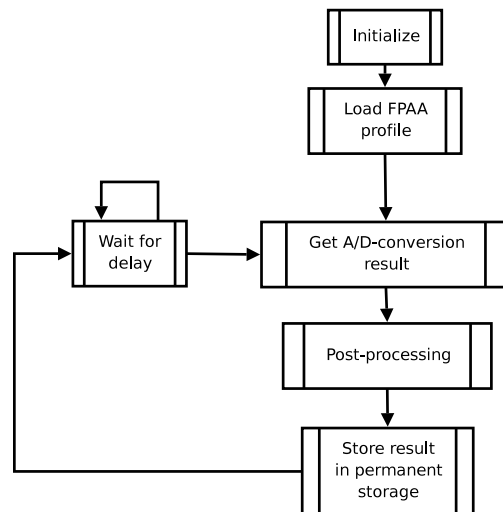 Initialize
Load FPAA
profile
Wait for
delay
Get A/D-conversion
result
Post-processing
Store result
in permanent
storage